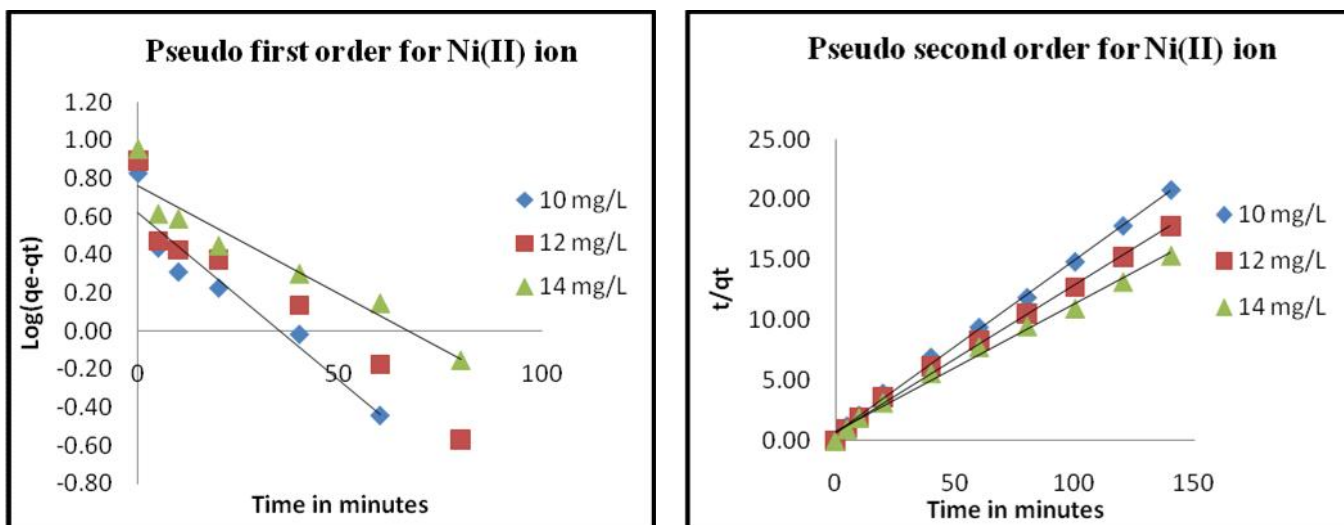 Pseudo first order for Ni(II) ion
1.20
1.00
0.80
0.60
0.40
0.20
0.00
-0.20
-0.40
-0.60
-0.80
Log(qe-qt)
0
50
100
Time in minutes
10 mg/L
12 mg/L
14 mg/L
Pseudo second order for Ni(II) ion
25.00
20.00
15.00
10.00
5.00
0.00
t/qt
0
50
100
150
Time in minutes
10 mg/L
12 mg/L
14 mg/L